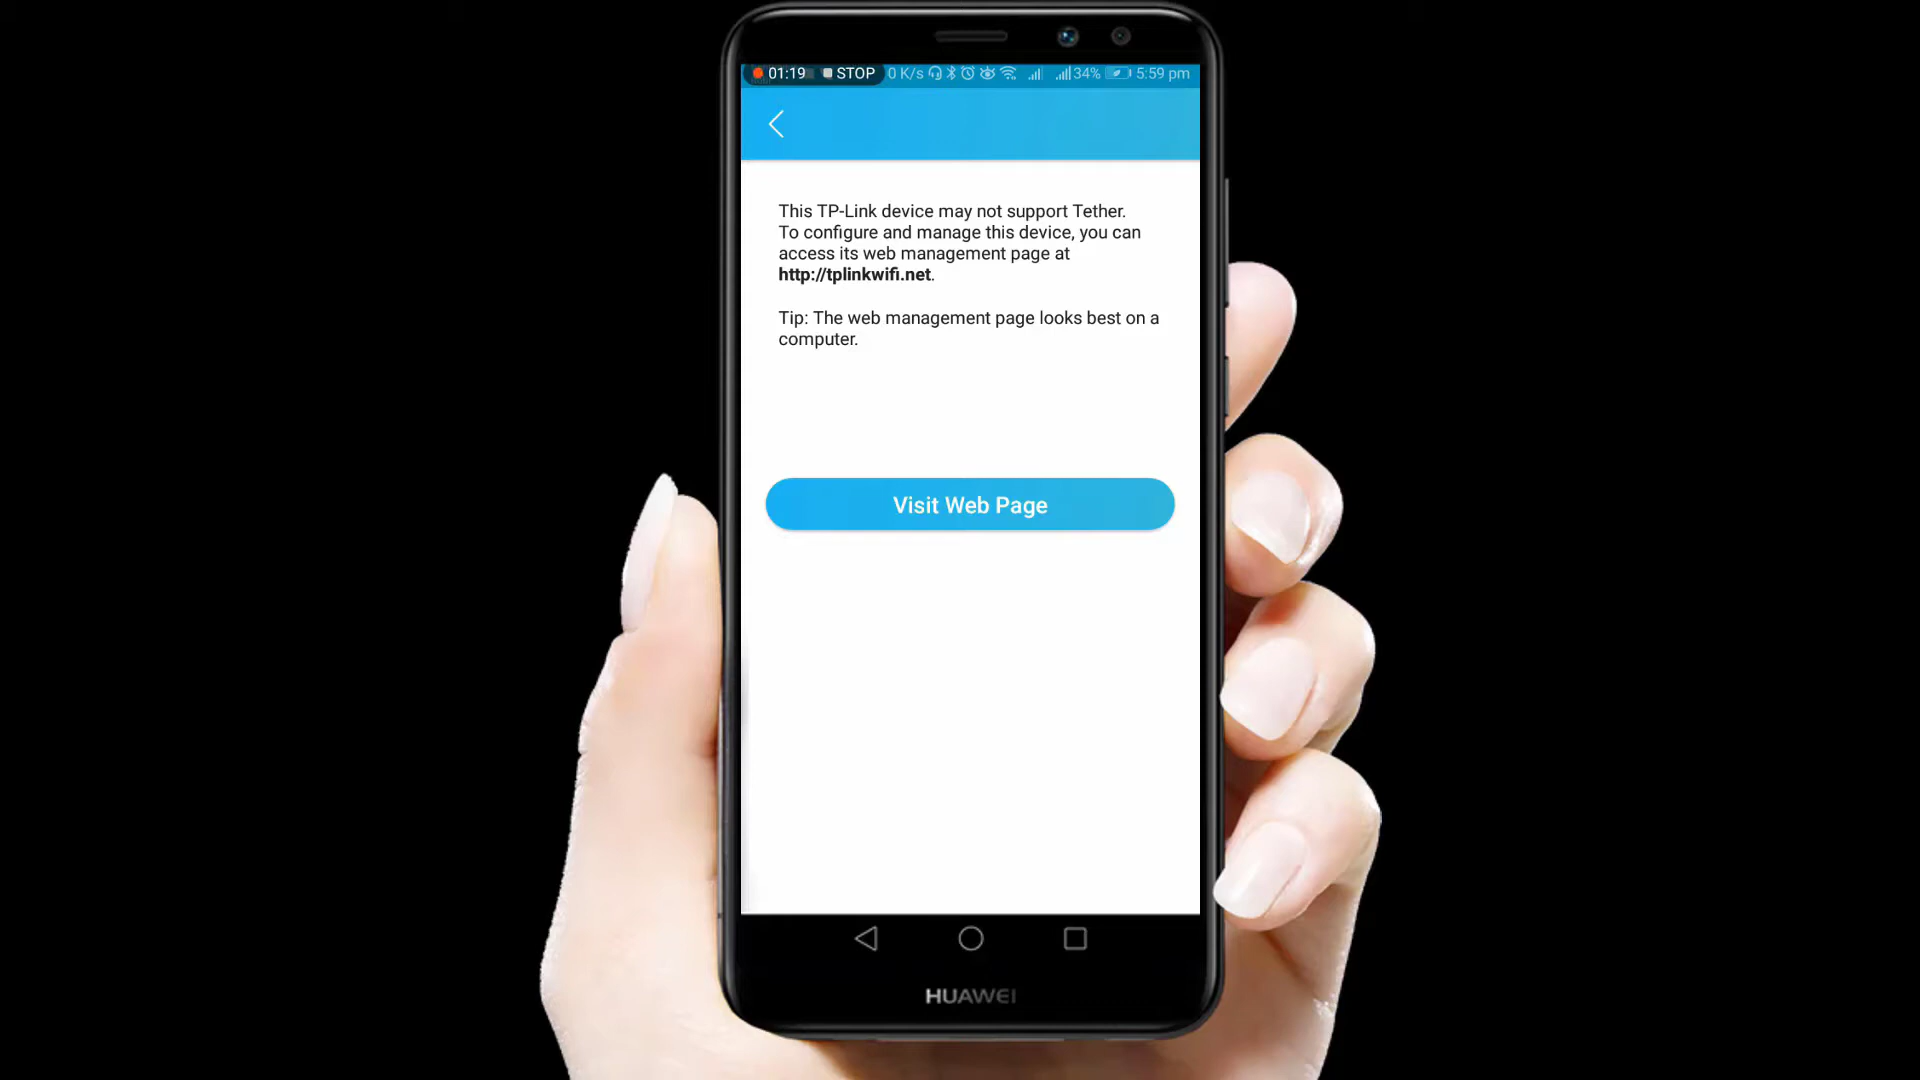 01:19 STOP 0 K/s 34% 5:59 pm
This TP-Link device may not support Tether.
To configure and manage this device, you can
access its web management page at
http://tplinkwifi.net.
Tip: The web management page looks best on a
computer.
Visit Web Page
HUAWEI